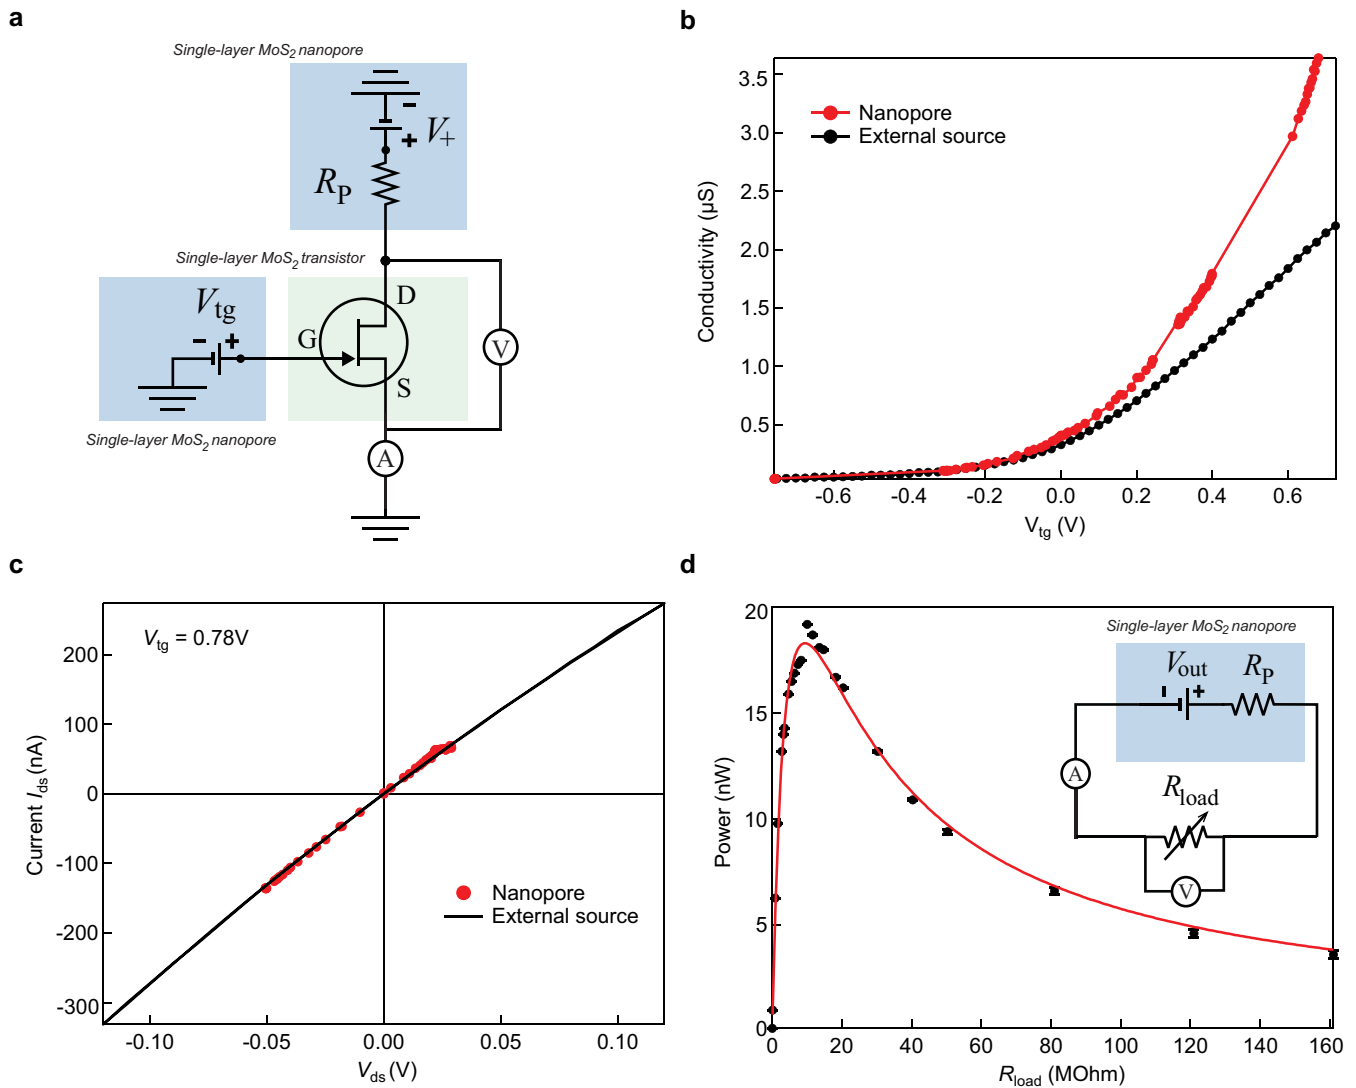 a
Single-layer MoS2 nanopore
-
+ V+
RP
Single-layer MoS2 transistor
Vtg
- +
G
D
S
V
A
Single-layer MoS2 nanopore
b
3.5
3.0
2.5
2.0
1.5
1.0
0.5
Conductivity (µS)
Nanopore
External source
-0.6 -0.4 -0.2 0.0 0.2 0.4 0.6
Vtg (V)
c
Vtg = 0.78V
200
100
0
-100
-200
-300
Current Ids (nA)
Nanopore
External source
-0.10 -0.05 0.00 0.05 0.10
Vds (V)
d
20
15
10
5
0
Power (nW)
Single-layer MoS2 nanopore
Vout RP
- +
A
Rload
V
0 20 40 60 80 100 120 140 160
Rload (MOhm)